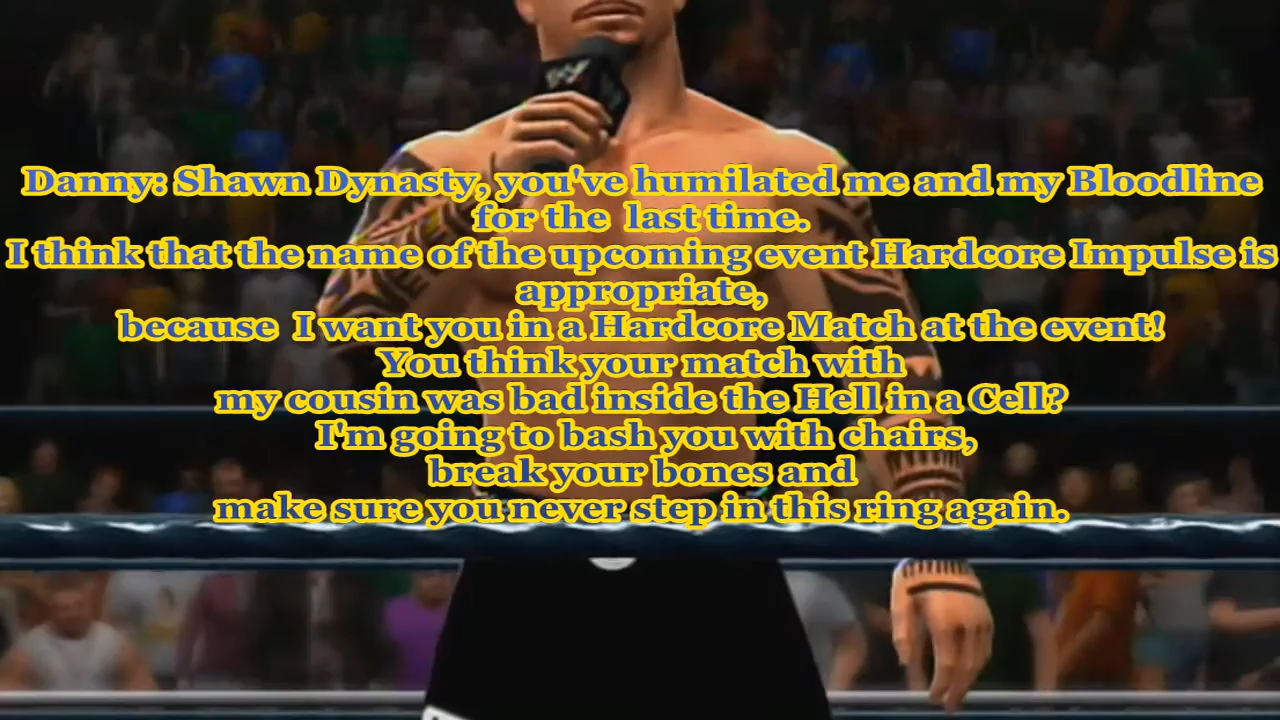 Danny: Shawn Dynasty, you've humilated me and my Bloodline
for the last time.
I think that the name of the upcoming event Hardcore Impulse is
appropriate,
because I want you in a Hardcore Match at the event!
You think your match with
my cousin was bad inside the Hell in a Cell?
I'm going to bash you with chairs,
break your bones and
make sure you never step in this ring again.